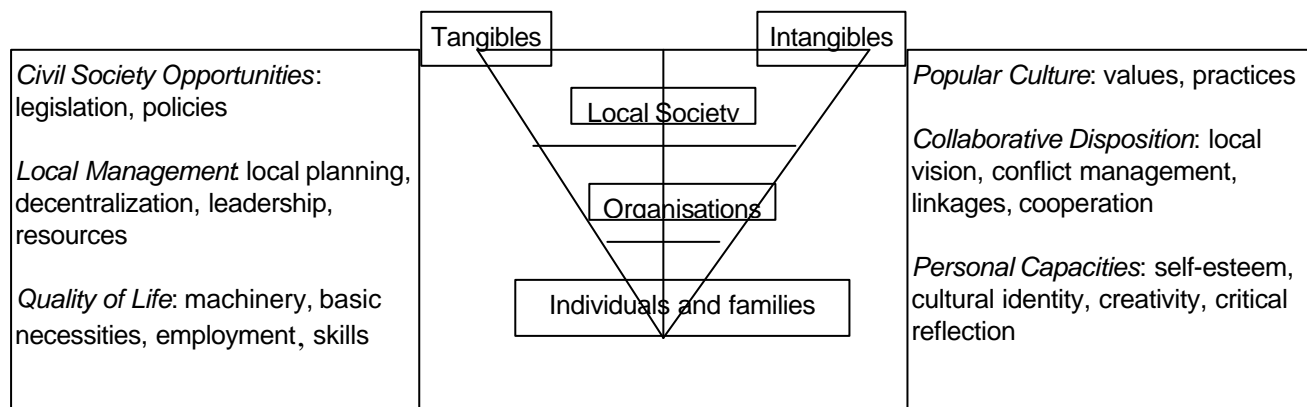 Tangibles
Intangibles
Civil Society Opportunities:
legislation, policies
Local Management: local planning,
decentralization, leadership,
resources
Quality of Life: machinery, basic
necessities, employment, skills
Local Society
Organisations
Individuals and families
Popular Culture: values, practices
Collaborative Disposition: local
vision, conflict management,
linkages, cooperation
Personal Capacities: self-esteem,
cultural identity, creativity, critical
reflection